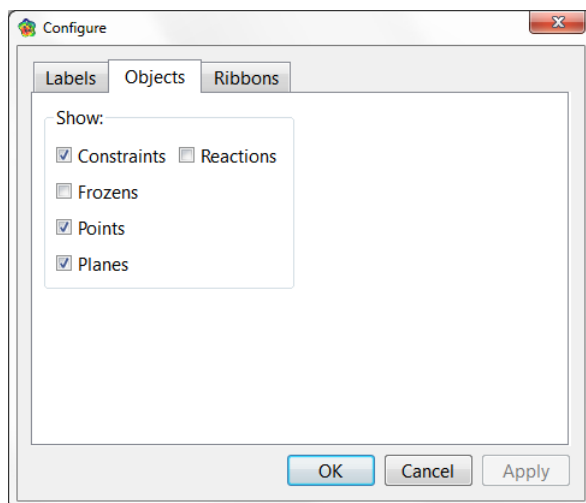 Configure
Labels Objects Ribbons
Show:
Constraints Reactions
Frozens
Points
Planes
OK Cancel Apply